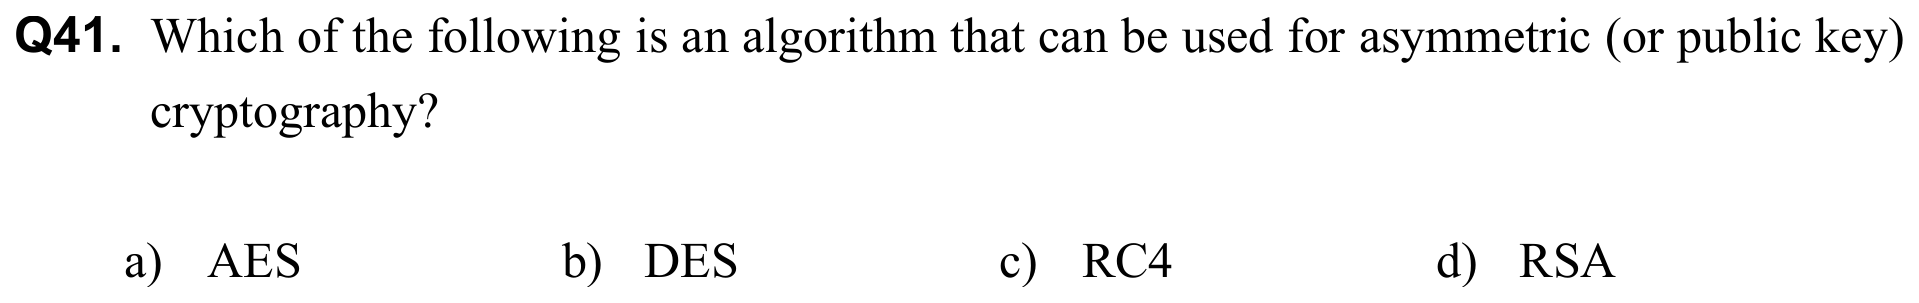 Q41. Which of the following is an algorithm that can be used for asymmetric (or public key)
cryptography?
a) AES b) DES c) RC4 d) RSA